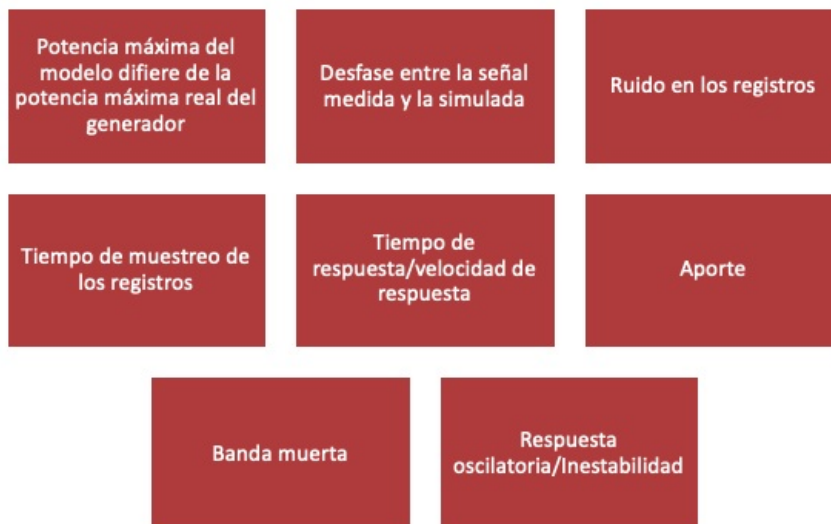 Potencia máxima del
modelo difiere de la
potencia máxima real del
generador
Desfase entre la señal
medida y la simulada
Ruido en los registros
Tiempo de muestreo de
los registros
Tiempo de
respuesta/velocidad de
respuesta
Aporte
Banda muerta
Respuesta
oscilatoria/Inestabilidad